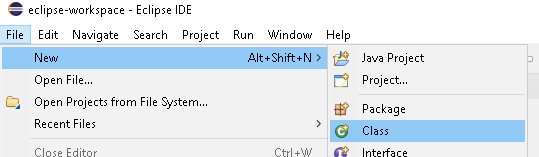 eclipse-workspace - Eclipse IDE
File Edit Navigate Search Project Run Window Help
New Alt+Shift+N >
Java Project
Open File...
Project...
Open Projects from File System...
Package
Recent Files >
Class
Close Editor Ctrl+W
Interface